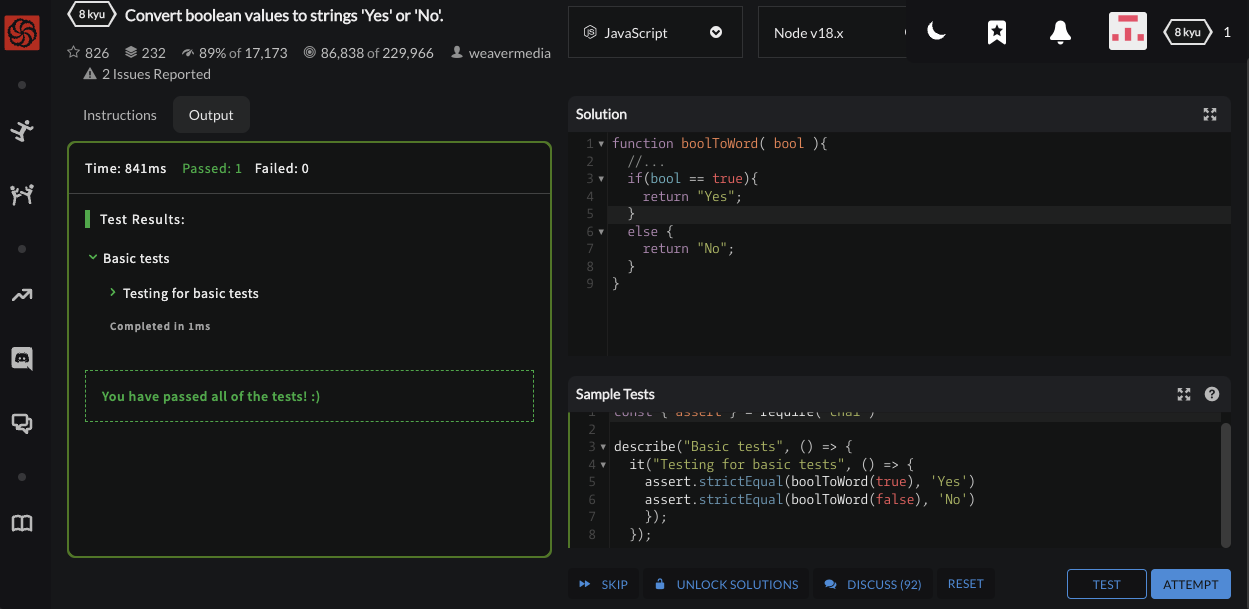 8 kyu Convert boolean values to strings 'Yes' or 'No'.
826 232 89% of 17,173 86,838 of 229,966 weavermedia
2 Issues Reported
JavaScript
Node v18.x
8 kyu 1
Instructions Output
Time: 841ms Passed: 1 Failed: 0
Test Results:
Basic tests
Testing for basic tests
Completed in 1ms
You have passed all of the tests! :)
Solution
1 function boolToWord( bool ){
2 //...
3 if(bool == true){
4 return "Yes";
5 }
6 else {
7 return "No";
8 }
9 }
Sample Tests
1 const { assert } = require('chai')
2
3 describe("Basic tests", () => {
4 it("Testing for basic tests", () => {
5 assert.strictEqual(boolToWord(true), 'Yes')
6 assert.strictEqual(boolToWord(false), 'No')
7 });
8 });
SKIP UNLOCK SOLUTIONS DISCUSS (92) RESET TEST ATTEMPT